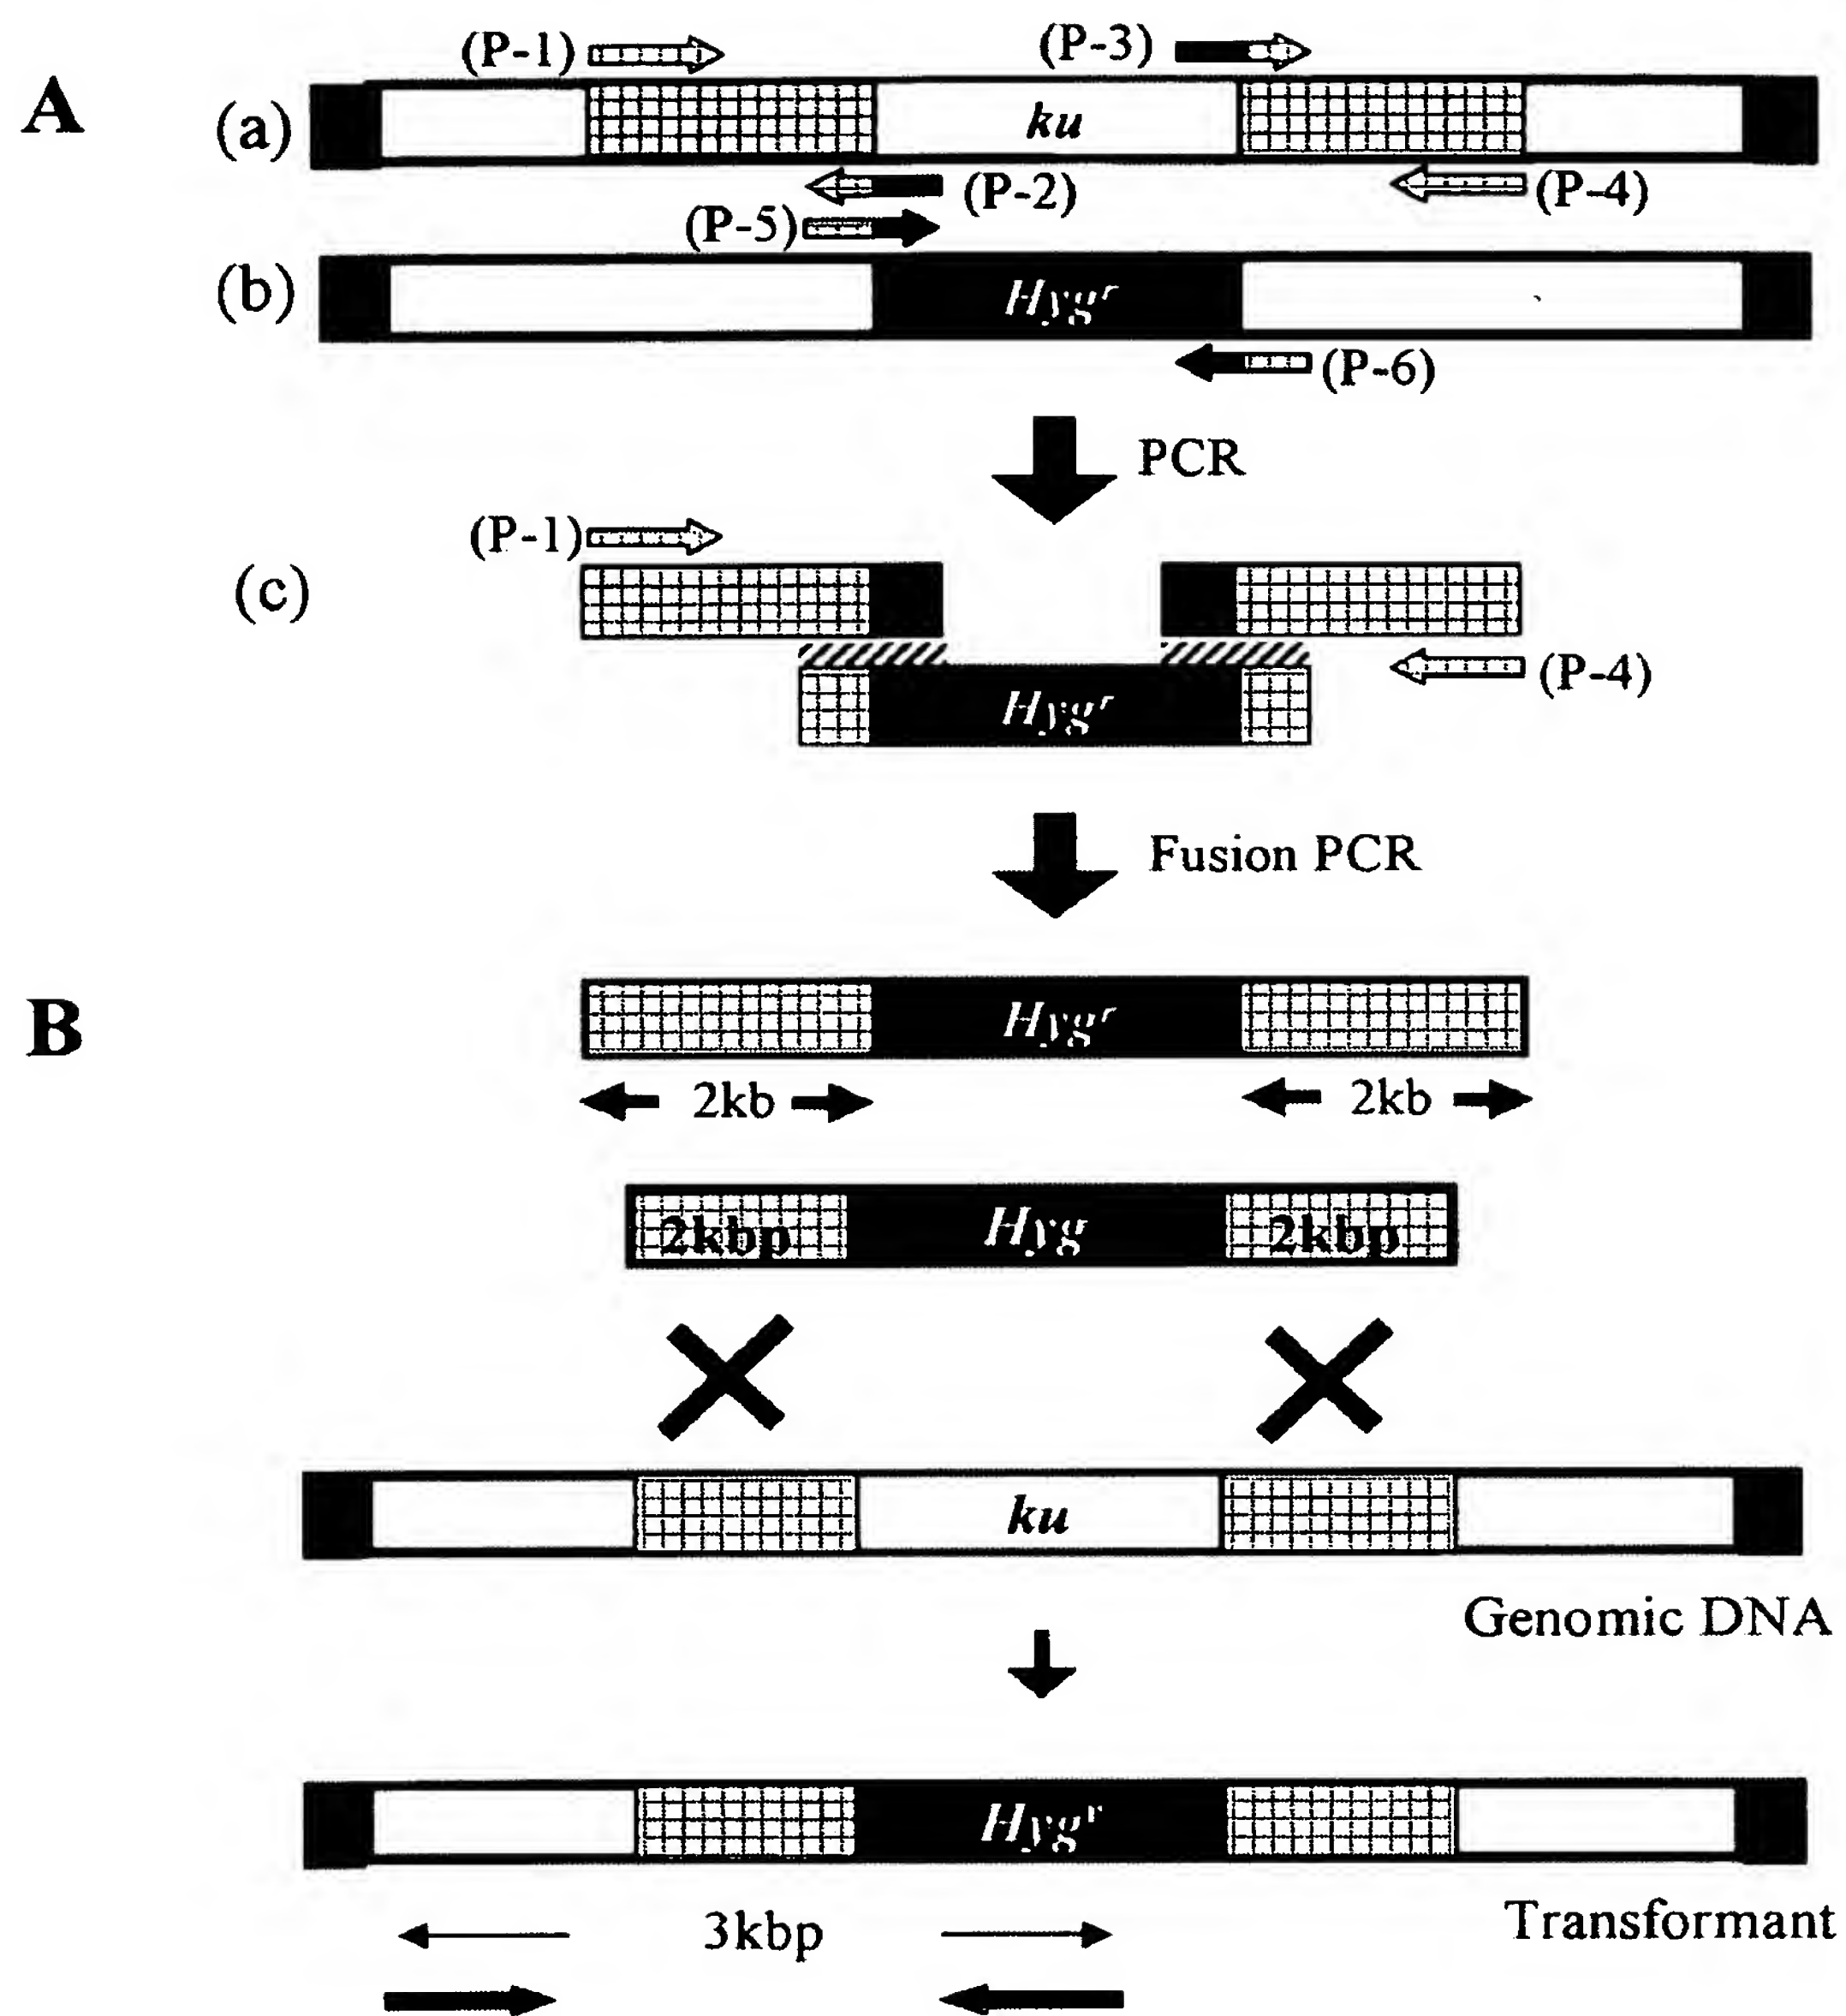 A
(P-1)
(P-3)
(a)
ku
(P-2)
(P-4)
(P-5)
(b)
Hygʳ
(P-6)
PCR
(P-1)
(c)
(P-4)
Hygʳ
Fusion PCR
B
Hygʳ
2kb
2kb
2kbp
Hyg
2kbp
ku
Genomic DNA
Hygʳ
3kbp
Transformant